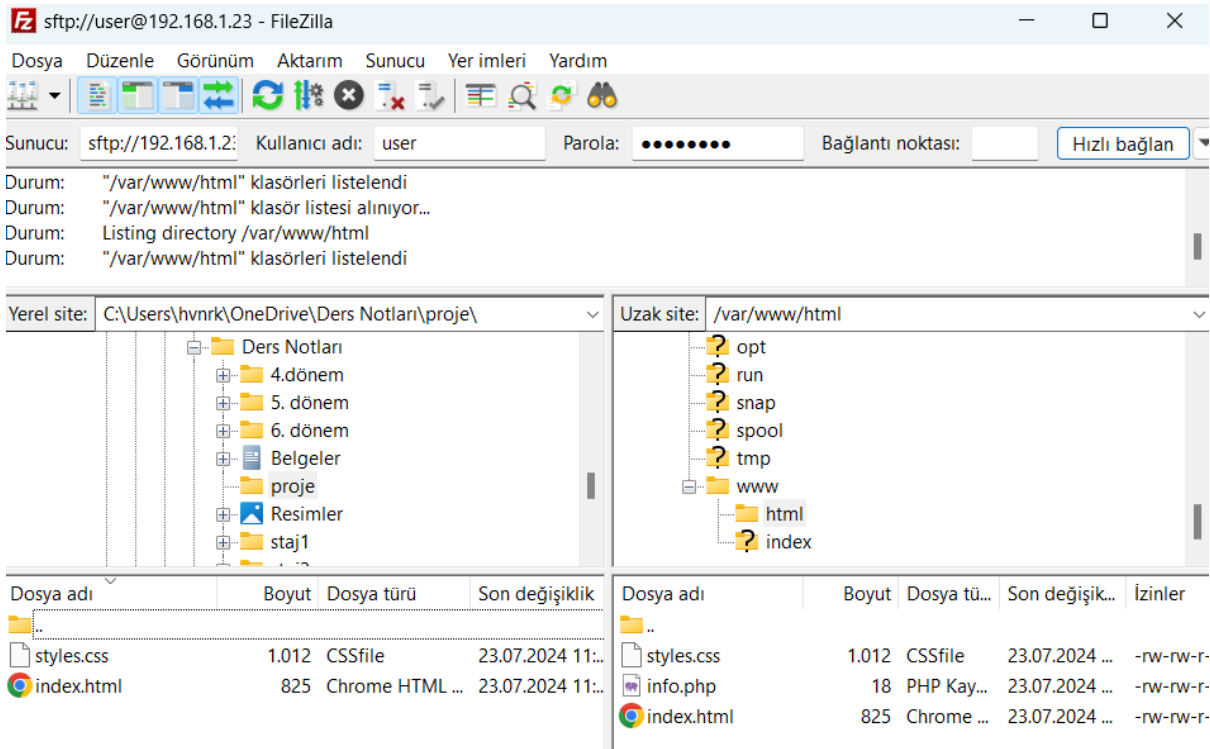 sftp://user@192.168.1.23 - FileZilla
Dosya Düzenle Görünüm Aktarım Sunucu Yer imleri Yardım
Sunucu: sftp://192.168.1.23 Kullanıcı adı: user Parola: ●●●●●●●● Bağlantı noktası: Hızlı bağlan
Durum: "/var/www/html" klasörleri listelendi
Durum: "/var/www/html" klasör listesi alınıyor...
Durum: Listing directory /var/www/html
Durum: "/var/www/html" klasörleri listelendi
Yerel site: C:\Users\hvnrk\OneDrive\Ders Notları\proje\
Ders Notları
4.dönem
5. dönem
6. dönem
Belgeler
proje
Resimler
staj1
Uzak site: /var/www/html
? opt
? run
? snap
? spool
? tmp
www
html
? index
Dosya adı Boyut Dosya türü Son değişiklik
..
styles.css 1.012 CSSfile 23.07.2024 11:..
index.html 825 Chrome HTML ... 23.07.2024 11:..
Dosya adı Boyut Dosya tü... Son değişik... İzinler
..
styles.css 1.012 CSSfile 23.07.2024 ... -rw-rw-r-
info.php 18 PHP Kay... 23.07.2024 ... -rw-rw-r-
index.html 825 Chrome ... 23.07.2024 ... -rw-rw-r-